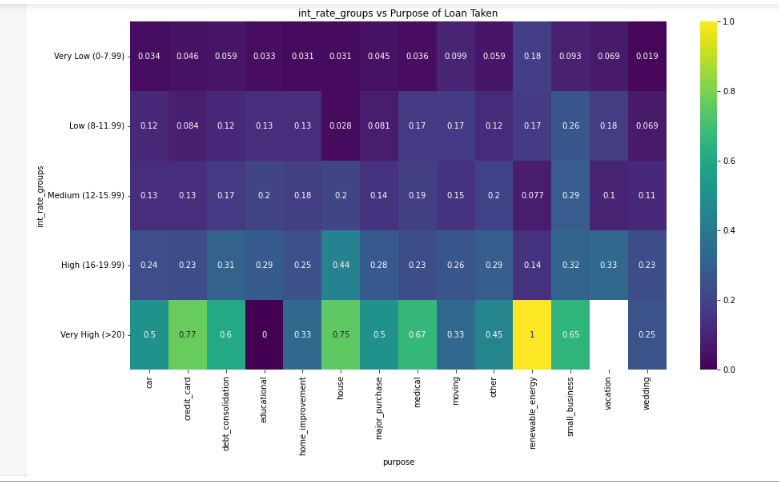 int_rate_groups vs Purpose of Loan Taken
Very Low (0-7.99) 0.034 0.046 0.059 0.033 0.031 0.031 0.045 0.036 0.099 0.059 0.18 0.093 0.069 0.019
Low (8-11.99) 0.12 0.084 0.12 0.13 0.13 0.028 0.081 0.17 0.17 0.12 0.17 0.26 0.18 0.069
Medium (12-15.99) 0.13 0.13 0.17 0.2 0.18 0.2 0.14 0.19 0.15 0.2 0.077 0.29 0.1 0.11
High (16-19.99) 0.24 0.23 0.31 0.29 0.25 0.44 0.28 0.23 0.26 0.29 0.14 0.32 0.33 0.23
Very High (>20) 0.5 0.77 0.6 0 0.33 0.75 0.5 0.67 0.33 0.45 1 0.65 0.25
int_rate_groups
car
credit_card
debt_consolidation
educational
home_improvement
house
major_purchase
medical
moving
other
renewable_energy
small_business
vacation
wedding
purpose
1.0
0.8
0.6
0.4
0.2
0.0